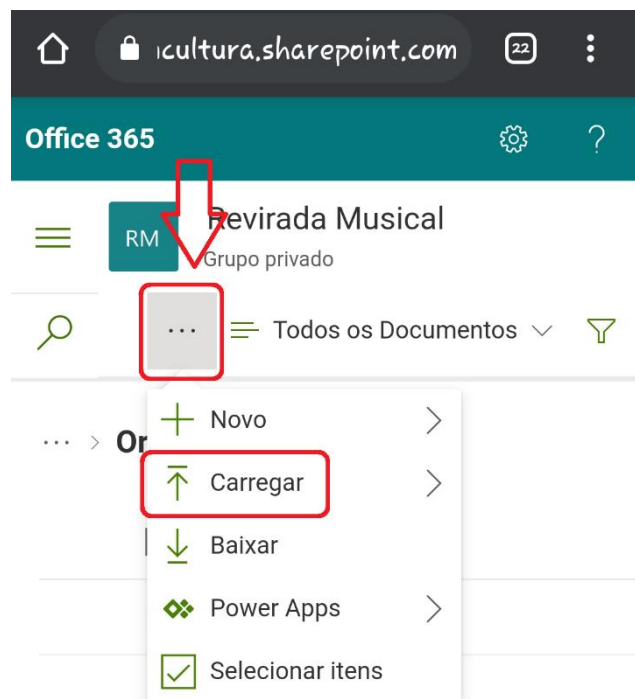 ıcultura.sharepoint.com 22
Office 365
RM Revirada Musical
Grupo privado
... Todos os Documentos
... > Or
Novo
Carregar
Baixar
Power Apps
Selecionar itens